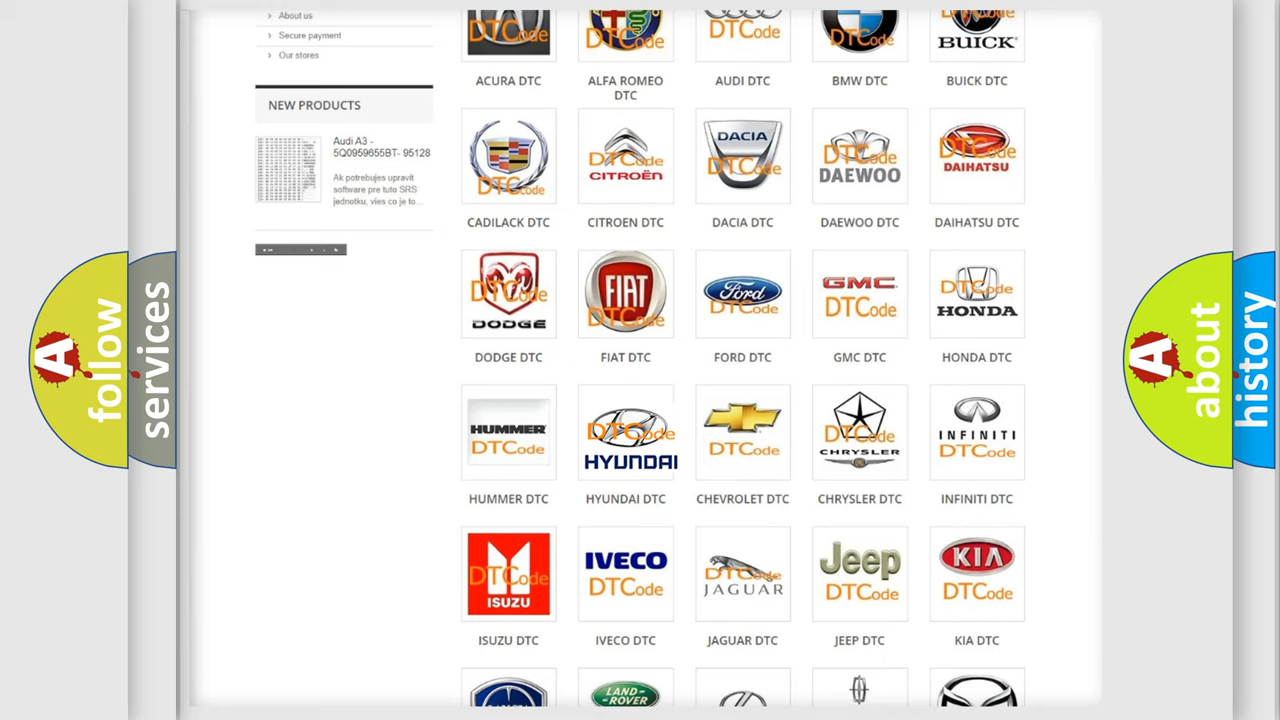 About us
Secure payment
Our stores
NEW PRODUCTS
Audi A3 -
5Q0959655BT- 95128
Ak potrebujes upravit
software pre tuto SRS
jednotku, vies co je to...
DTCode
DTCode
DTCode
DTCode
BUICK
ACURA DTC
ALFA ROMEO
DTC
AUDI DTC
BMW DTC
BUICK DTC
DTCode
DTCode
CITROËN
DACIA
DTCode
DTCode
DAEWOO
DTCode
DAIHATSU
CADILACK DTC
CITROEN DTC
DACIA DTC
DAEWOO DTC
DAIHATSU DTC
DTCode
DODGE
FIAT
DTCode
Ford
DTCode
GMC
DTCode
DTCode
HONDA
DODGE DTC
FIAT DTC
FORD DTC
GMC DTC
HONDA DTC
HUMMER
DTCode
DTCode
HYUNDAI
DTCode
DTCode
CHRYSLER
INFINITI
DTCode
HUMMER DTC
HYUNDAI DTC
CHEVROLET DTC
CHRYSLER DTC
INFINITI DTC
DTCode
ISUZU
IVECO
DTCode
DTCode
JAGUAR
Jeep
DTCode
KIA
DTCode
ISUZU DTC
IVECO DTC
JAGUAR DTC
JEEP DTC
KIA DTC
LAND-
ROVER
A
follow
services
A
about
history